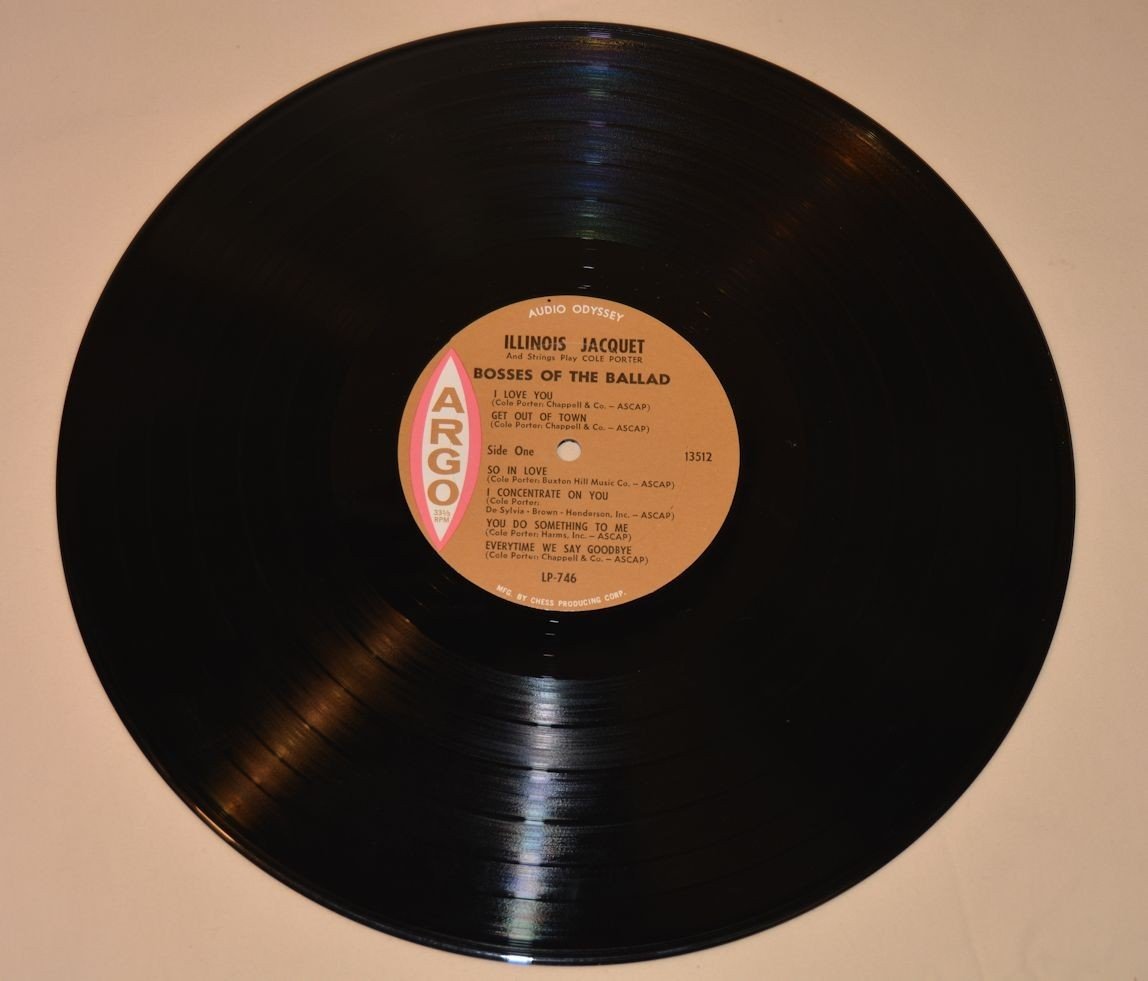 AUDIO ODYSSEY
ILLINOIS JACQUET
And Strings Play COLE PORTER
BOSSES OF THE BALLAD
I LOVE YOU
(Cole Porter: Chappell & Co. – ASCAP)
GET OUT OF TOWN
(Cole Porter: Chappell & Co. – ASCAP)
Side One 13512
SO IN LOVE
(Cole Porter: Buxton Hill Music Co. – ASCAP)
I CONCENTRATE ON YOU
(Cole Porter:
De Sylvia - Brown - Henderson, Inc. – ASCAP)
YOU DO SOMETHING TO ME
(Cole Porter: Harms, Inc. – ASCAP)
EVERYTIME WE SAY GOODBYE
(Cole Porter: Chappell & Co. – ASCAP)
LP-746
MFG. BY CHESS PRODUCING CORP.
ARGO
33⅓
RPM